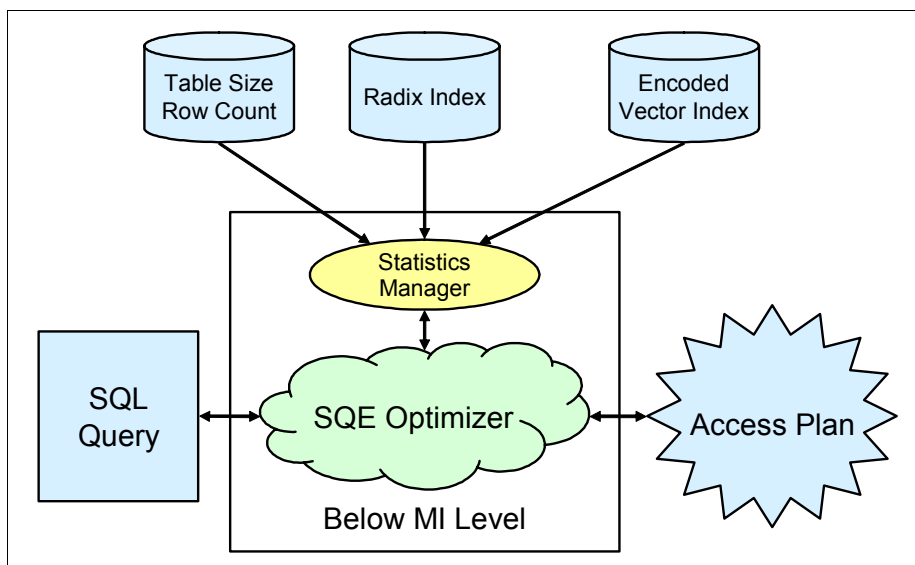 Table Size
Row Count
Radix Index
Encoded
Vector Index
Statistics
Manager
SQL
Query
SQE Optimizer
Access Plan
Below MI Level